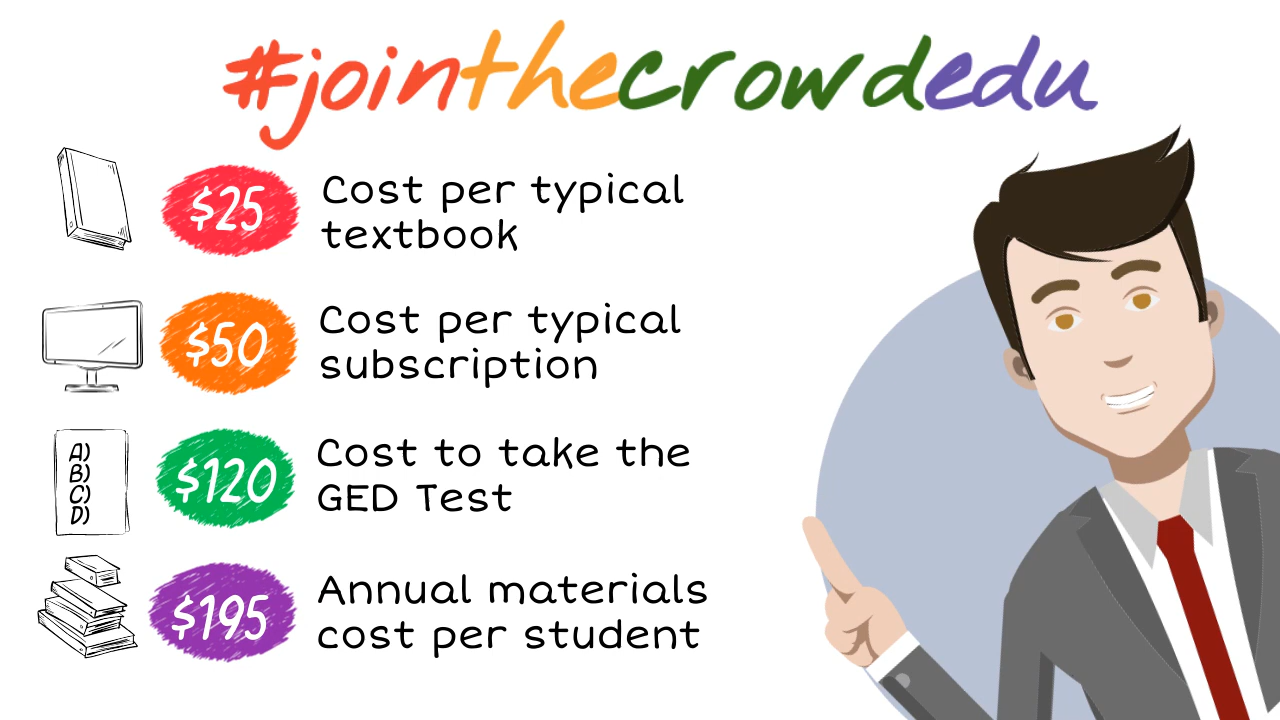 #jointhecrowdedu
$25
Cost per typical
textbook
$50
Cost per typical
subscription
A)
B)
C)
D)
$120
Cost to take the
GED Test
$195
Annual materials
cost per student